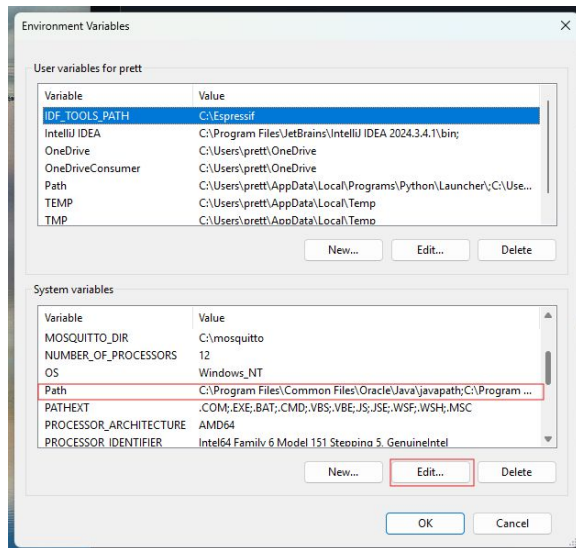 Environment Variables
User variables for prett
Variable Value
IDF_TOOLS_PATH C:\Espressif
IntelliJ IDEA C:\Program Files\JetBrains\IntelliJ IDEA 2024.3.4.1\bin;
OneDrive C:\Users\prett\OneDrive
OneDriveConsumer C:\Users\prett\OneDrive
Path C:\Users\prett\AppData\Local\Programs\Python\Launcher\;C:\Use...
TEMP C:\Users\prett\AppData\Local\Temp
TMP C:\Users\prett\AppData\Local\Temp
New... Edit... Delete
System variables
Variable Value
MOSQUITTO_DIR C:\mosquitto
NUMBER_OF_PROCESSORS 12
OS Windows_NT
Path C:\Program Files\Common Files\Oracle\Java\javapath;C:\Program ...
PATHEXT .COM;.EXE;.BAT;.CMD;.VBS;.VBE;.JS;.JSE;.WSF;.WSH;.MSC
PROCESSOR_ARCHITECTURE AMD64
PROCESSOR_IDENTIFIER Intel64 Family 6 Model 151 Stepping 5, GenuineIntel
New... Edit... Delete
OK Cancel